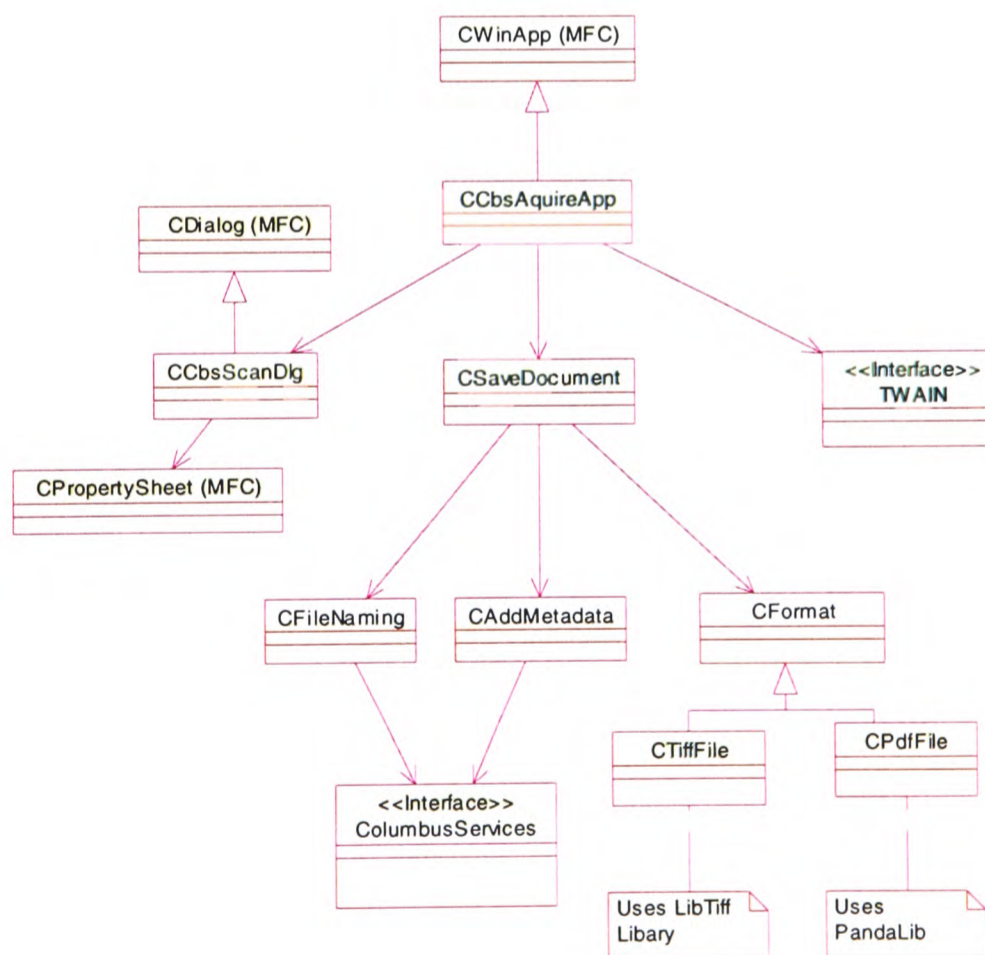 CWinApp (MFC)
CCbsAquireApp
CDialog (MFC)
CCbsScanDlg
CSaveDocument
<<Interface>>
TWAIN
CPropertySheet (MFC)
CFileNaming
CAddMetadata
CFormat
CTiffFile
CPdfFile
<<Interface>>
ColumbusServices
Uses LibTiff
Libary
Uses
PandaLib